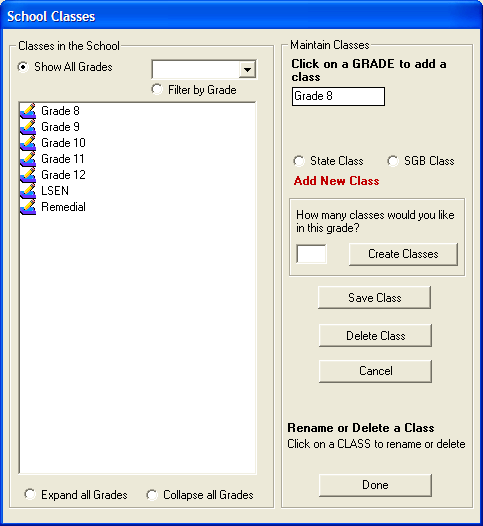 School Classes
Classes in the School
Show All Grades
Filter by Grade
Grade 8
Grade 9
Grade 10
Grade 11
Grade 12
LSEN
Remedial
Expand all Grades
Collapse all Grades
Maintain Classes
Click on a GRADE to add a
class
Grade 8
State Class
SGB Class
Add New Class
How many classes would you like
in this grade?
Create Classes
Save Class
Delete Class
Cancel
Rename or Delete a Class
Click on a CLASS to rename or delete
Done